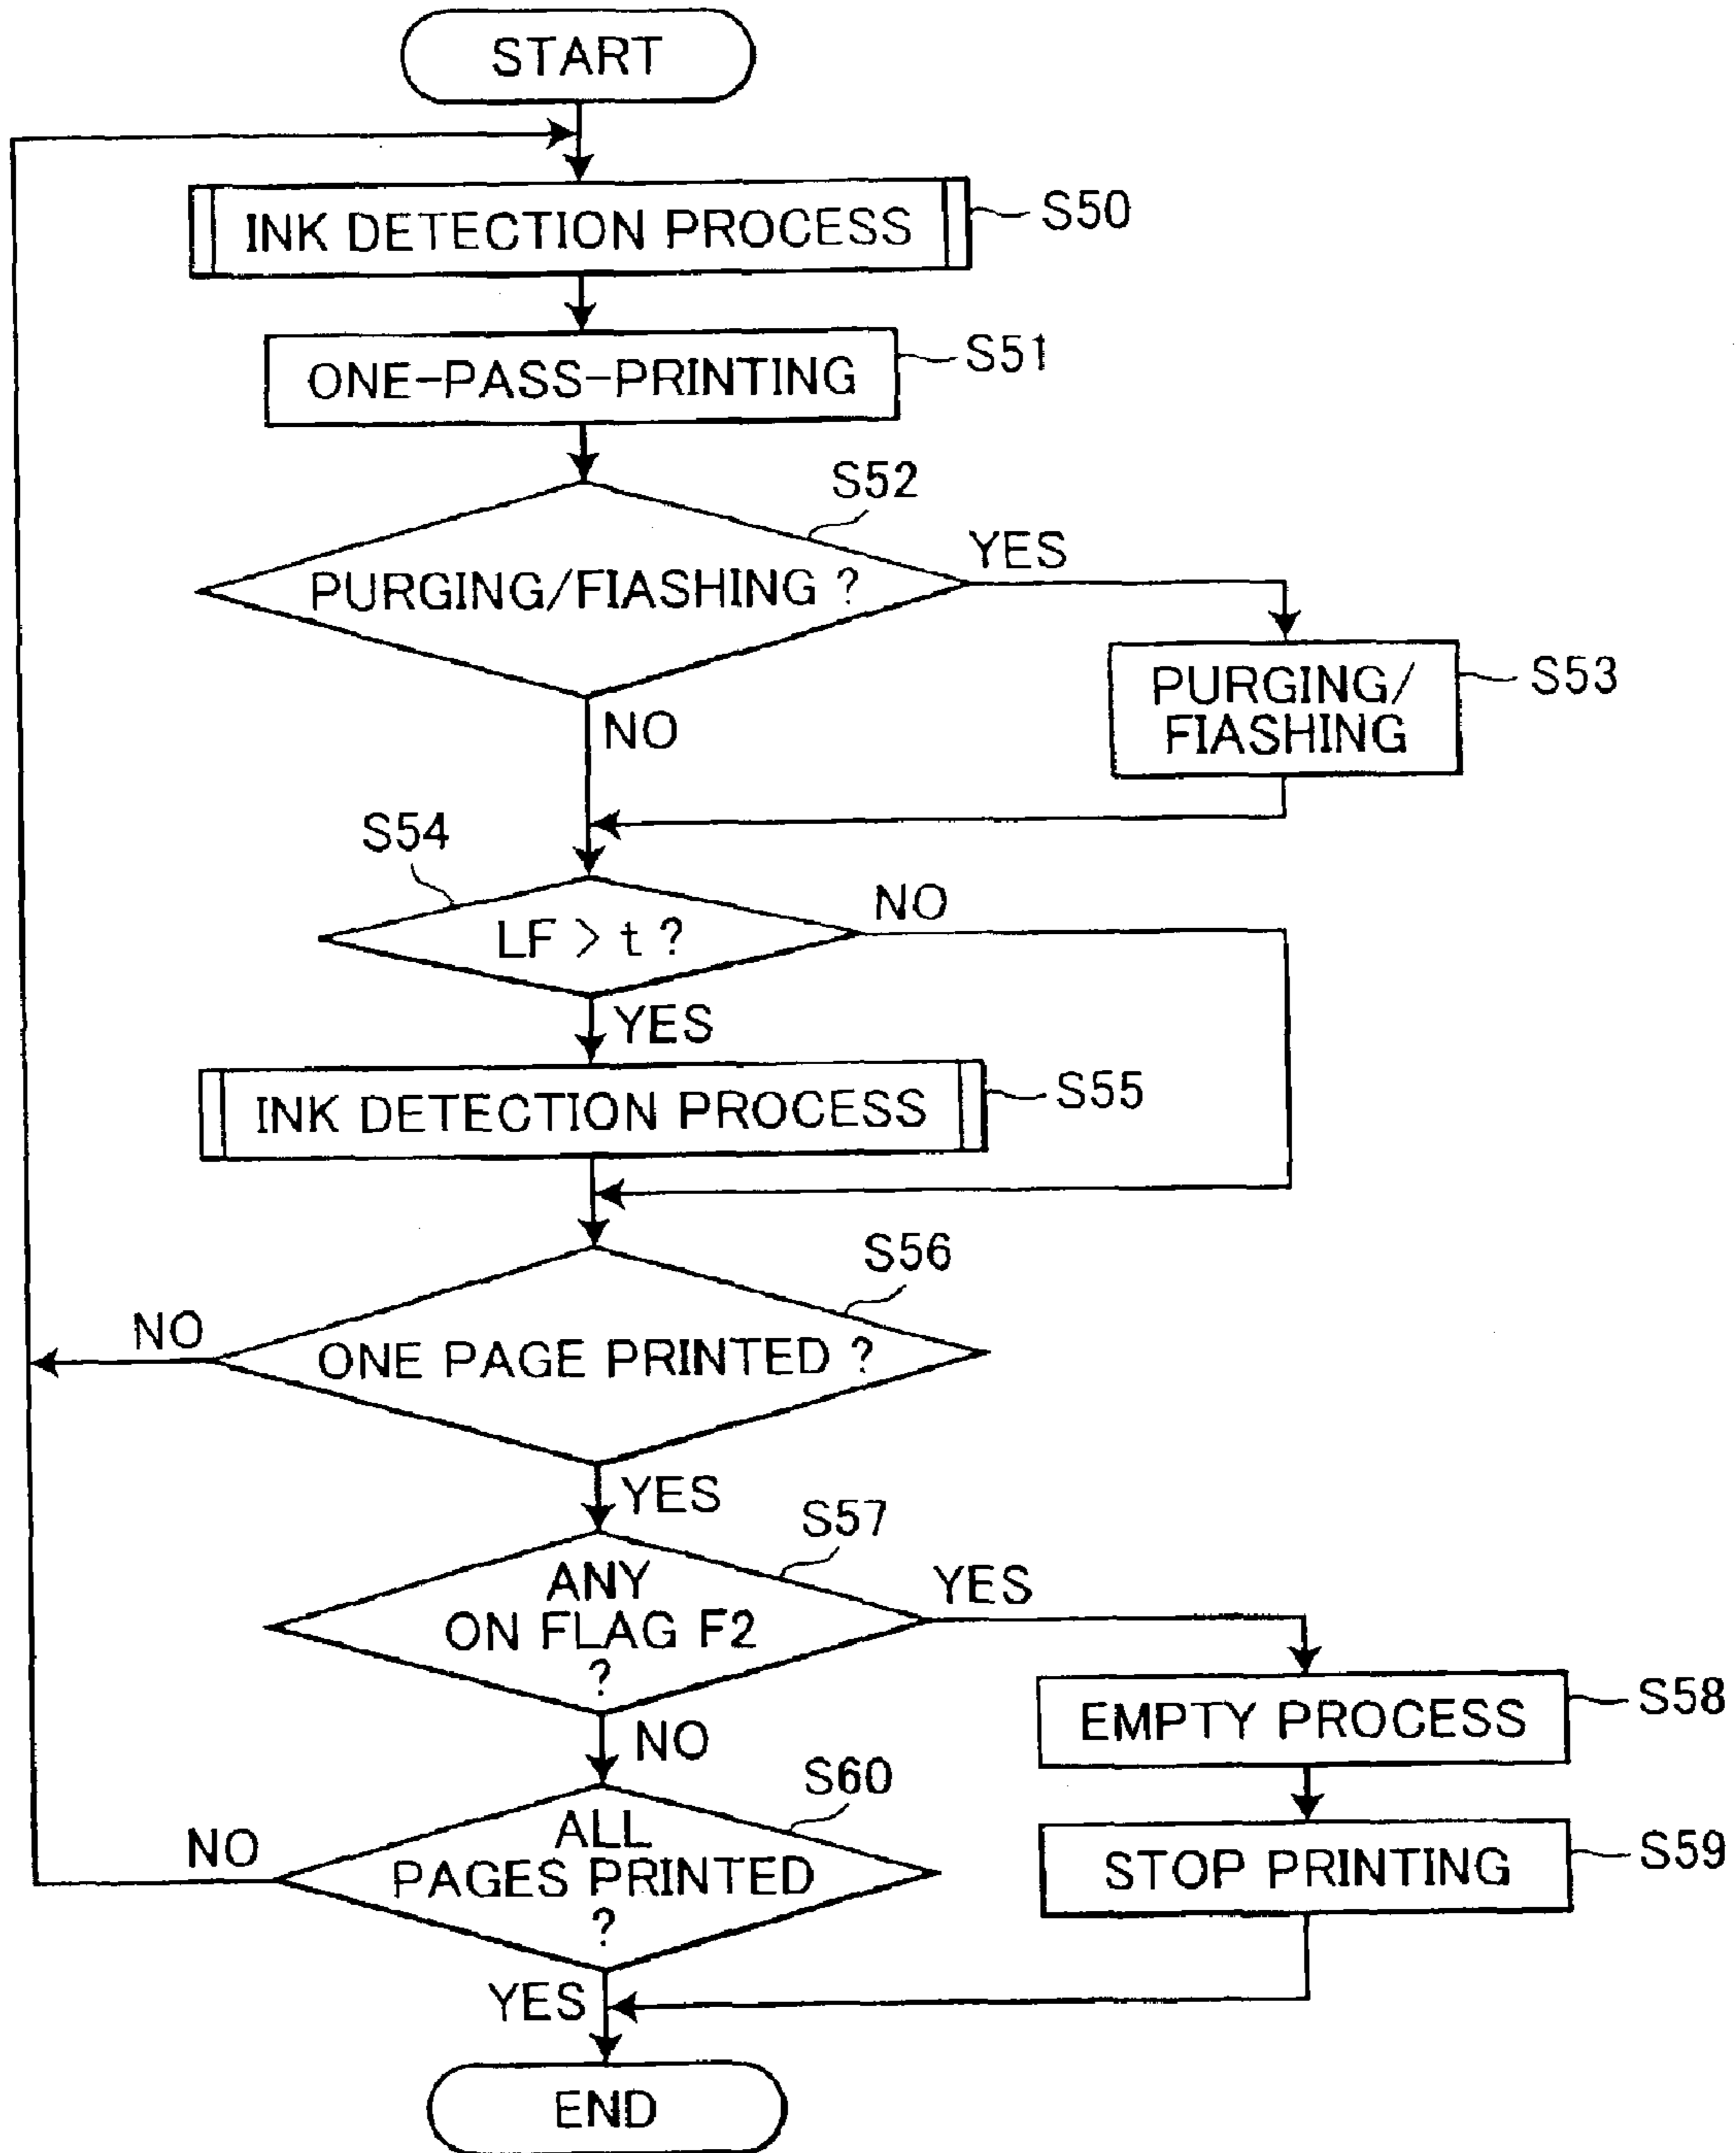 START
INK DETECTION PROCESS
S50
ONE-PASS-PRINTING
S51
S52
PURGING/FIASHING ?
YES
NO
PURGING/
FIASHING
S53
S54
LF > t ?
NO
YES
INK DETECTION PROCESS
S55
S56
ONE PAGE PRINTED ?
NO
YES
S57
ANY
ON FLAG F2
?
YES
NO
EMPTY PROCESS
S58
STOP PRINTING
S59
S60
ALL
PAGES PRINTED
?
NO
YES
END